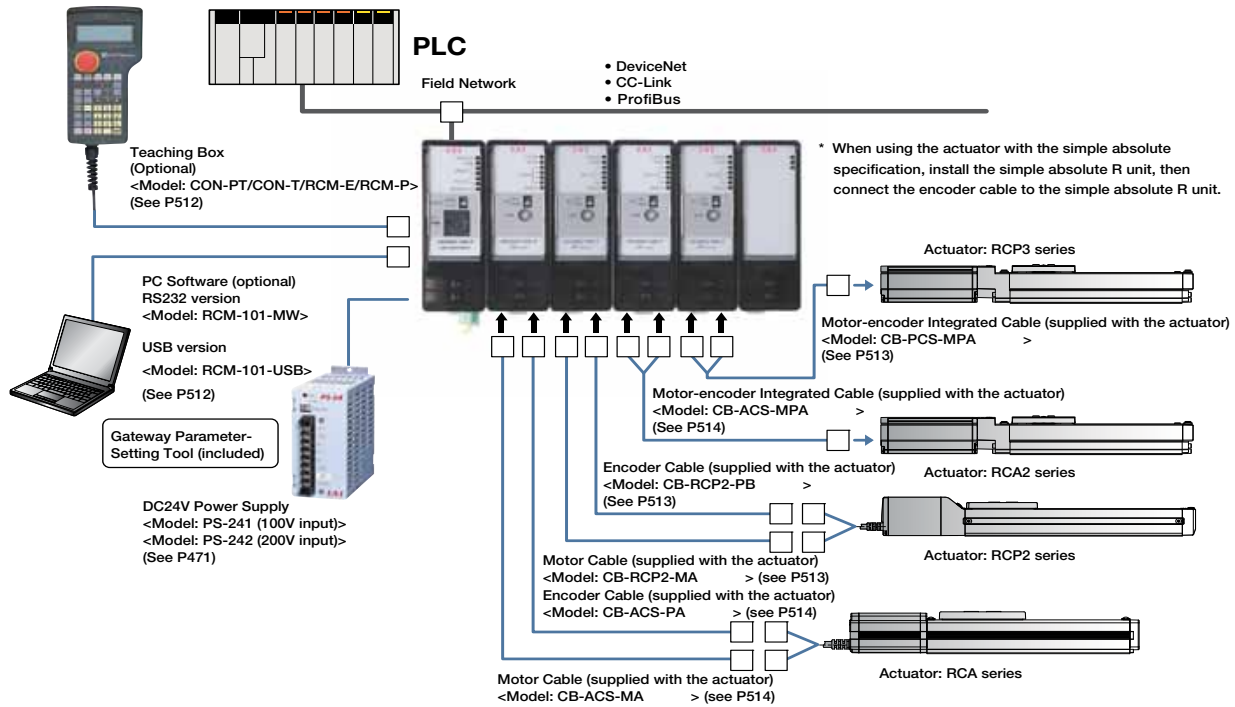 PLC
Field Network
• DeviceNet
• CC-Link
• ProfiBus
Teaching Box
(Optional)
<Model: CON-PT/CON-T/RCM-E/RCM-P>
(See P512)
* When using the actuator with the simple absolute
specification, install the simple absolute R unit, then
connect the encoder cable to the simple absolute R unit.
PC Software (optional)
RS232 version
<Model: RCM-101-MW>
USB version
<Model: RCM-101-USB>
(See P512)
Gateway Parameter-
Setting Tool (included)
DC24V Power Supply
<Model: PS-241 (100V input)>
<Model: PS-242 (200V input)>
(See P471)
Actuator: RCP3 series
Motor-encoder Integrated Cable (supplied with the actuator)
<Model: CB-PCS-MPA >
(See P513)
Motor-encoder Integrated Cable (supplied with the actuator)
<Model: CB-ACS-MPA >
(See P514)
Actuator: RCA2 series
Encoder Cable (supplied with the actuator)
<Model: CB-RCP2-PB >
(See P513)
Actuator: RCP2 series
Motor Cable (supplied with the actuator)
<Model: CB-RCP2-MA > (see P513)
Encoder Cable (supplied with the actuator)
<Model: CB-ACS-PA > (see P514)
Actuator: RCA series
Motor Cable (supplied with the actuator)
<Model: CB-ACS-MA > (see P514)